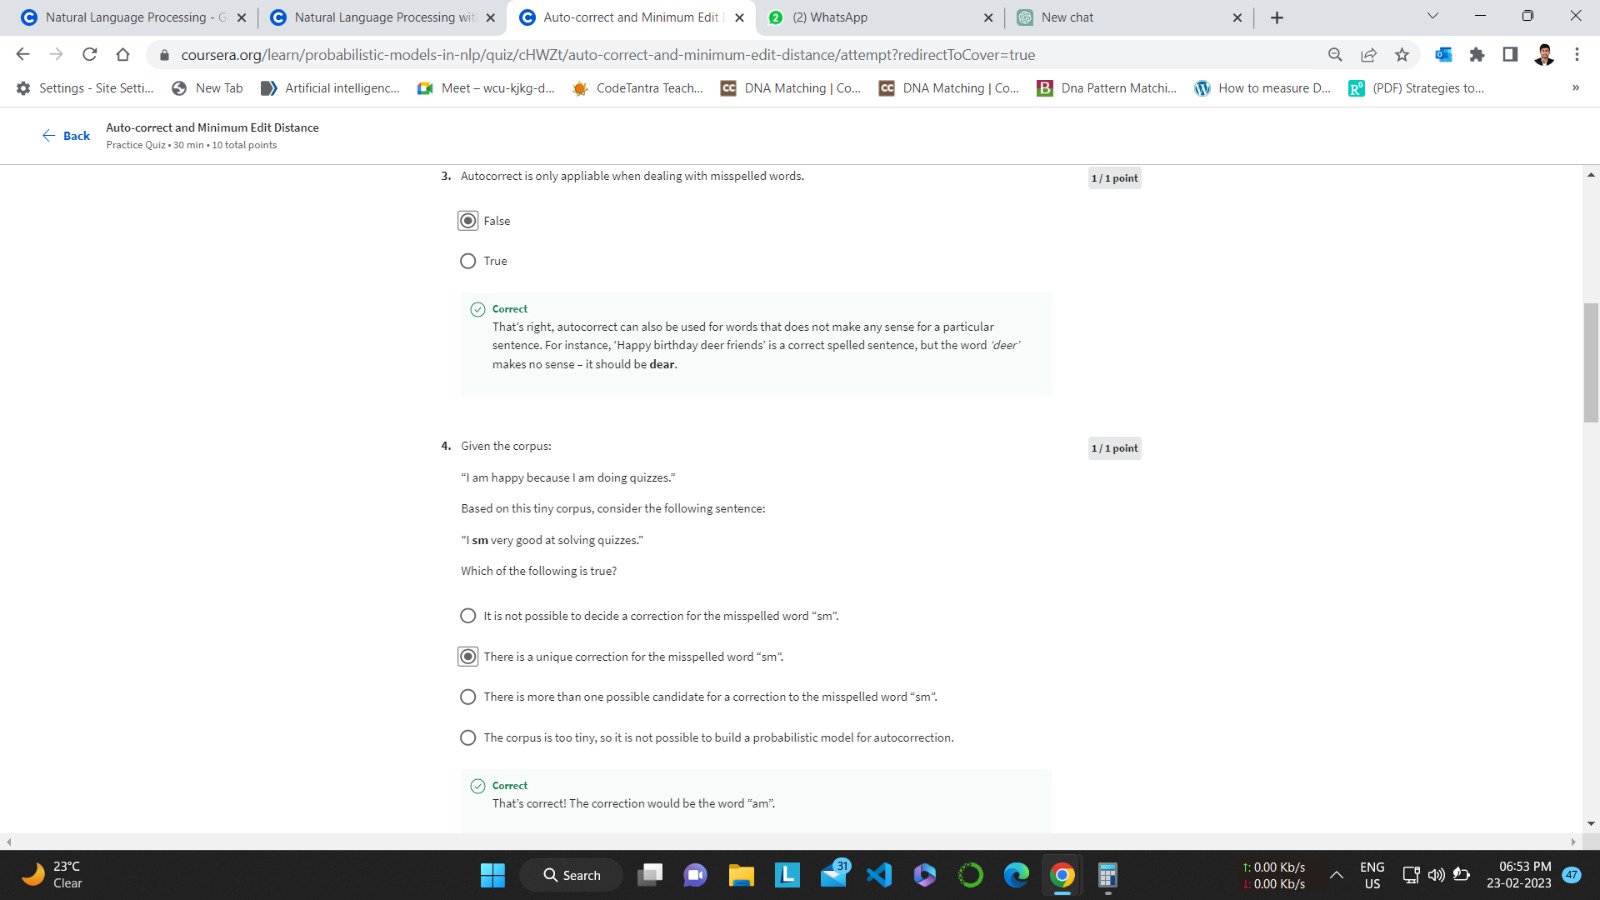 Natural Language Processing - G
Natural Language Processing wit
Auto-correct and Minimum Edit
(2) WhatsApp
New chat
coursera.org/learn/probabilistic-models-in-nlp/quiz/cHWZt/auto-correct-and-minimum-edit-distance/attempt?redirectToCover=true
Settings - Site Setti...
New Tab
Artificial intelligenc...
Meet – wcu-kjkg-d...
CodeTantra Teach...
CC DNA Matching | Co...
CC DNA Matching | Co...
B Dna Pattern Matchi...
How to measure D...
(PDF) Strategies to...
»
Back
Auto-correct and Minimum Edit Distance
Practice Quiz • 30 min • 10 total points
3. Autocorrect is only appliable when dealing with misspelled words.
1 / 1 point
False
True
Correct
That's right, autocorrect can also be used for words that does not make any sense for a particular
sentence. For instance, 'Happy birthday deer friends' is a correct spelled sentence, but the word 'deer'
makes no sense – it should be dear.
4. Given the corpus:
1 / 1 point
“I am happy because I am doing quizzes.”
Based on this tiny corpus, consider the following sentence:
"I sm very good at solving quizzes.”
Which of the following is true?
It is not possible to decide a correction for the misspelled word “sm”.
There is a unique correction for the misspelled word “sm”.
There is more than one possible candidate for a correction to the misspelled word “sm”.
The corpus is too tiny, so it is not possible to build a probabilistic model for autocorrection.
Correct
That's correct! The correction would be the word “am”.
23°C
Clear
Search
L
31
↑: 0.00 Kb/s
↓: 0.00 Kb/s
ENG
US
06:53 PM
23-02-2023
47